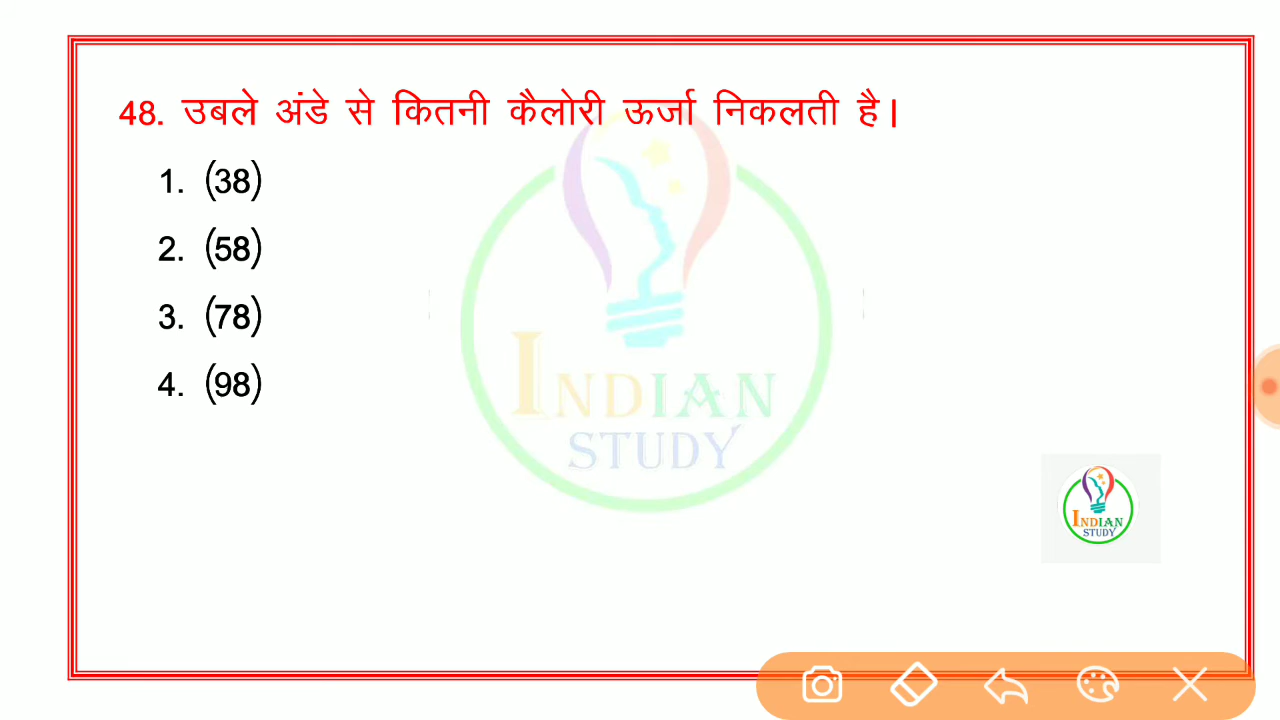 48. उबले अंडे से कितनी कैलोरी ऊर्जा निकलती है।
1. (38)
2. (58)
3. (78)
4. (98)
INDIAN
STUDY
INDIAN
STUDY